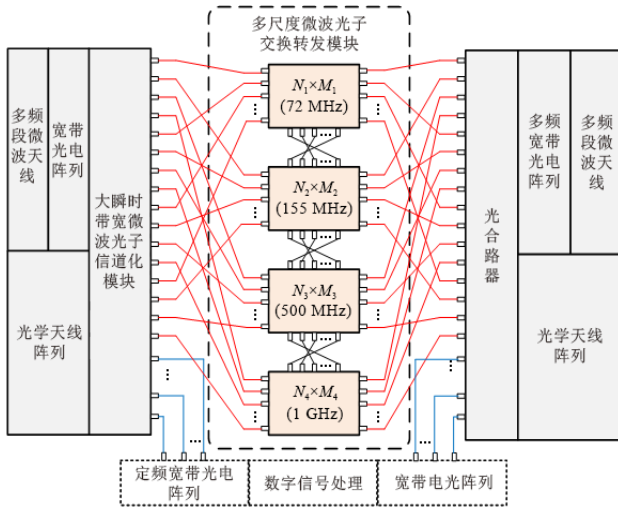 多尺度微波光子
交换转发模块
多频
段微
波天
线
宽带
光电
阵列
光学天线
阵列
大瞬时
带宽微
波光子
信道化
模块
N₁×M₁
(72 MHz)
N₂×M₂
(155 MHz)
N₃×M₃
(500 MHz)
N₄×M₄
(1 GHz)
光
合
路
器
多频
宽带
光电
阵列
多频
段微
波天
线
光学天线
阵列
定频宽带光电
阵列
数字信号处理
宽带电光阵列